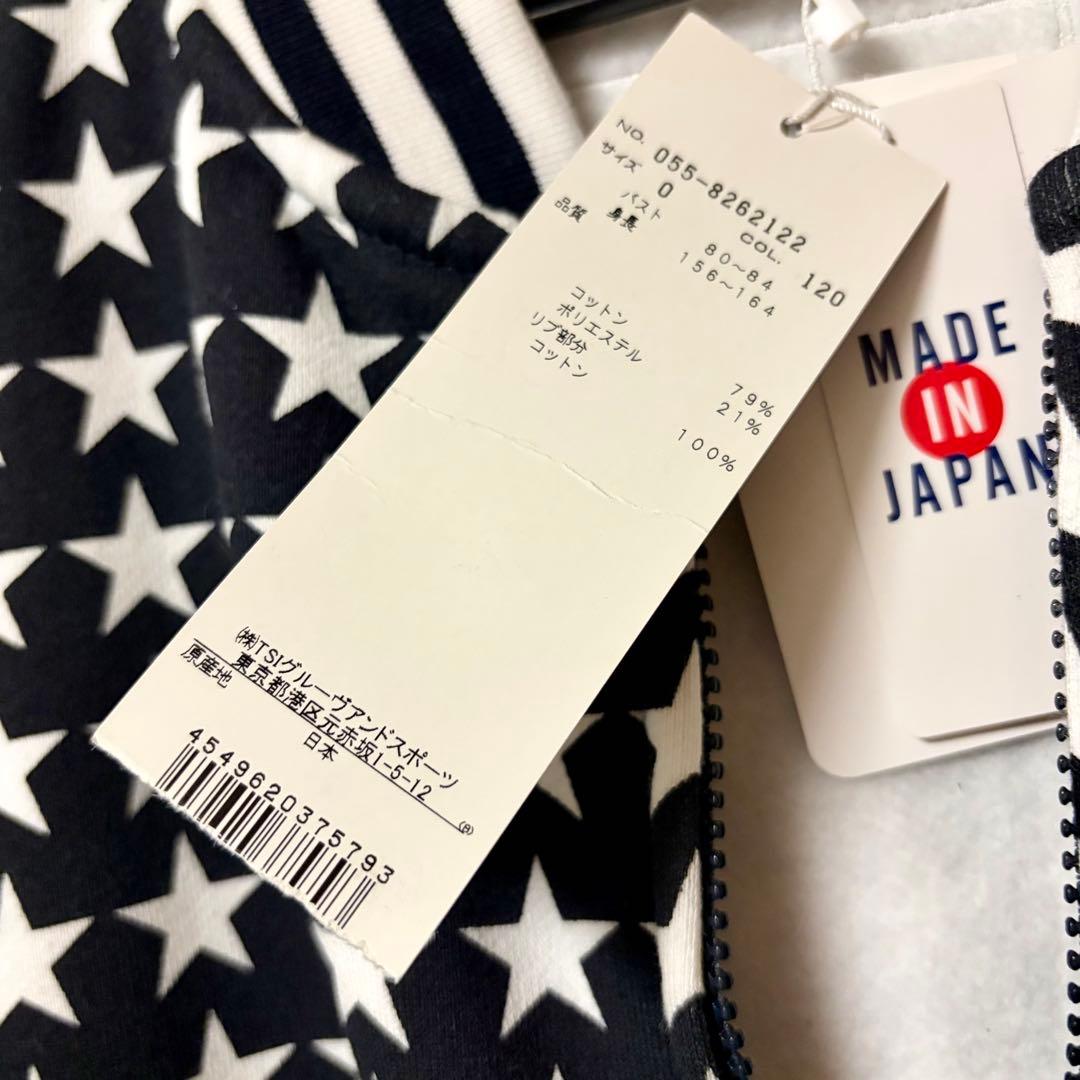 NO. 055-8262122
サイズ 0 COL. 120
バスト 80~84
品質 身長 156~164
コットン 79%
ポリエステル 21%
リブ部分
コットン 100%
㈱TSIグルーヴアンドスポーツ
東京都港区元赤坂1-5-12
原産地 日本
(B)
4549620375793
MADE
IN
JAPAN